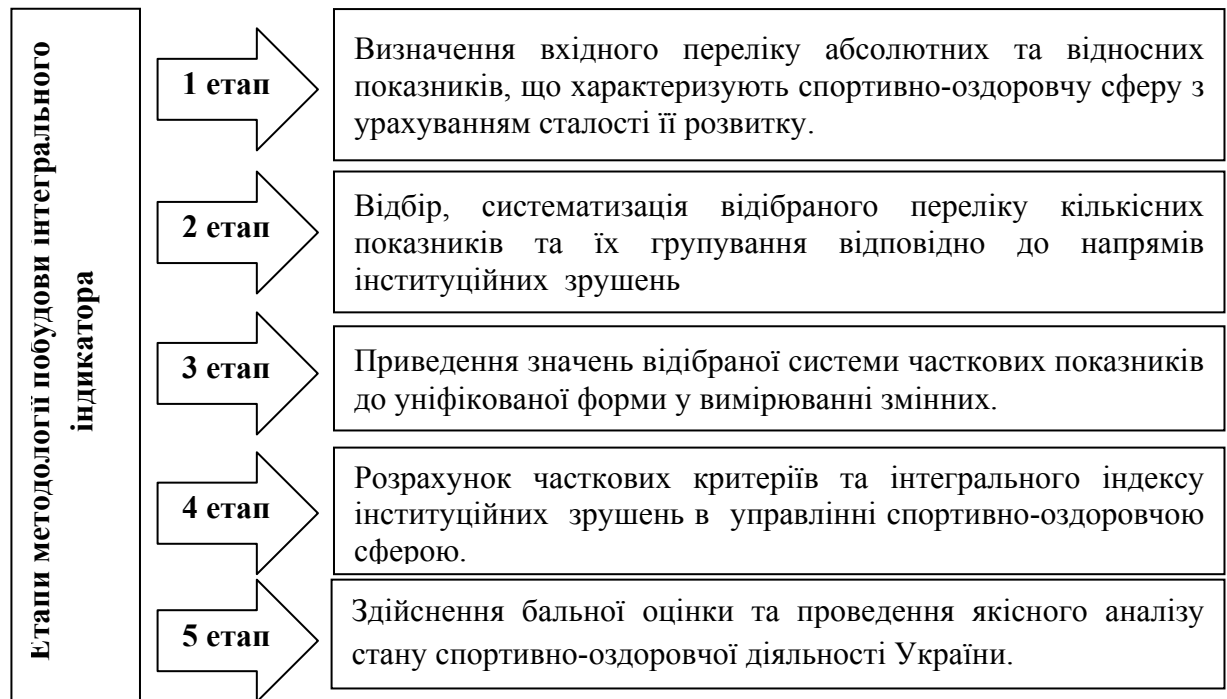 Етапи методології побудови інтегрального
індикатора
1 етап
Визначення вхідного переліку абсолютних та відносних
показників, що характеризують спортивно-оздоровчу сферу з
урахуванням сталості її розвитку.
2 етап
Відбір, систематизація відібраного переліку кількісних
показників та їх групування відповідно до напрямів
інституційних зрушень
3 етап
Приведення значень відібраної системи часткових показників
до уніфікованої форми у вимірюванні змінних.
4 етап
Розрахунок часткових критеріїв та інтегрального індексу
інституційних зрушень в управлінні спортивно-оздоровчою
сферою.
5 етап
Здійснення бальної оцінки та проведення якісного аналізу
стану спортивно-оздоровчої діяльності України.